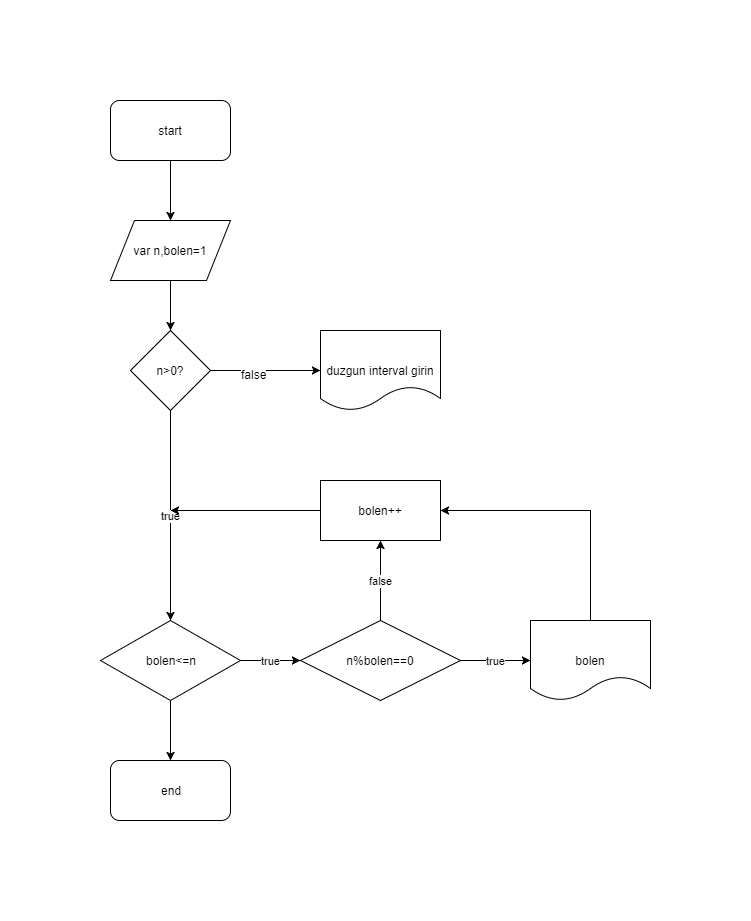 start
var n,bolen=1
n>0?
false
duzgun interval girin
bolen++
true
false
bolen<=n
true
n%bolen==0
true
bolen
end